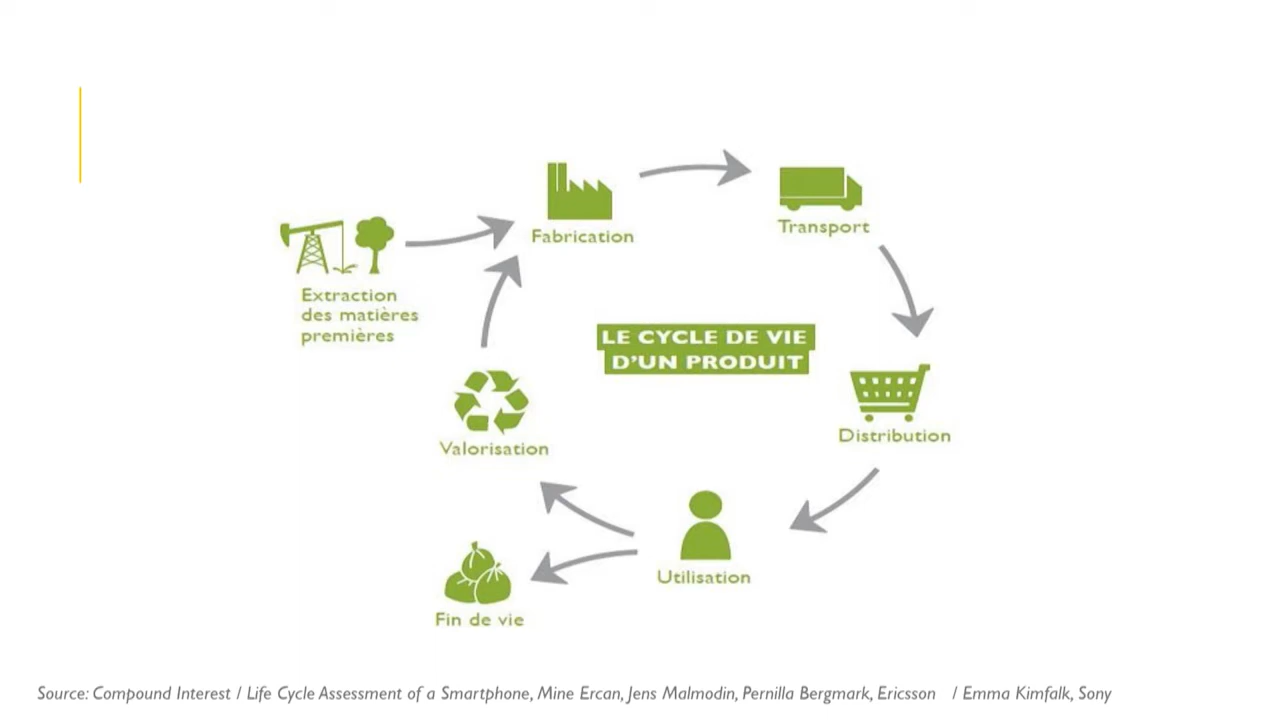 Fabrication
Transport
Extraction
des matières
premières
LE CYCLE DE VIE
D'UN PRODUIT
Valorisation
Distribution
Utilisation
Fin de vie
Source: Compound Interest / Life Cycle Assessment of a Smartphone, Mine Ercan, Jens Malmodin, Pernilla Bergmark, Ericsson / Emma Kimfalk, Sony